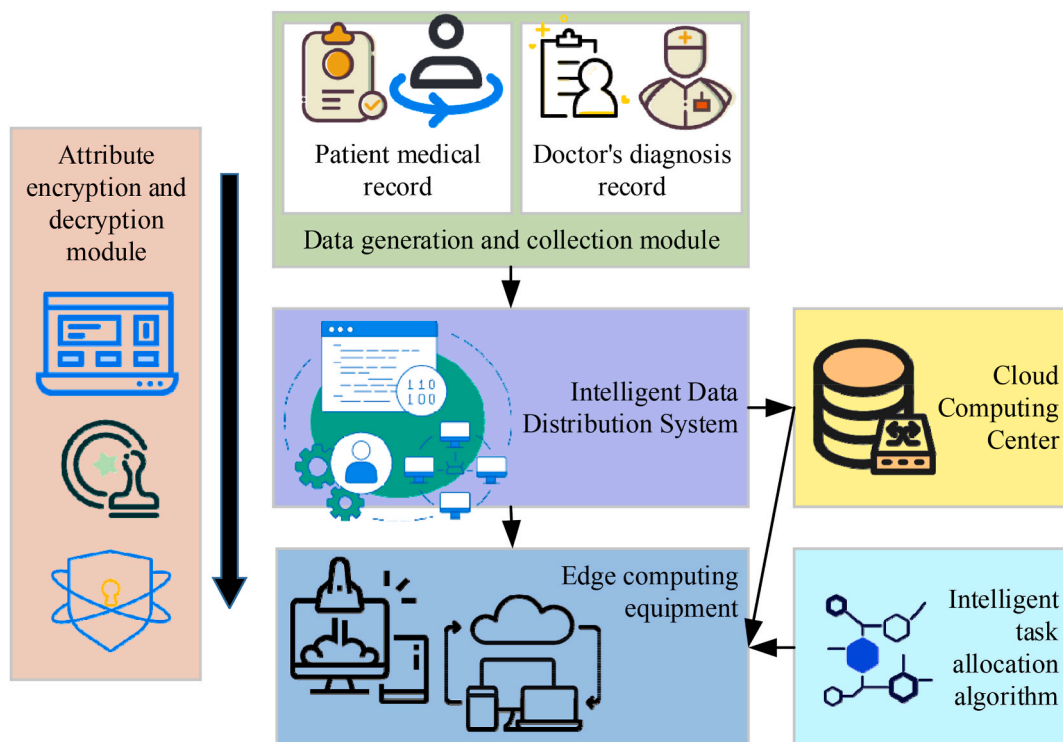 Attribute
encryption and
decryption
module
Patient medical
record
Doctor's diagnosis
record
Data generation and collection module
110
100
Intelligent Data
Distribution System
Cloud
Computing
Center
Edge computing
equipment
Intelligent
task
allocation
algorithm